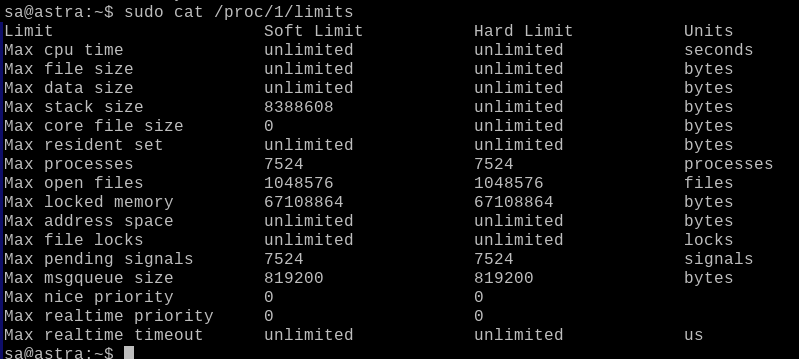 sa@astra:~$ sudo cat /proc/1/limits
Limit                     Soft Limit           Hard Limit           Units
Max cpu time              unlimited            unlimited            seconds
Max file size             unlimited            unlimited            bytes
Max data size             unlimited            unlimited            bytes
Max stack size            8388608              unlimited            bytes
Max core file size        0                    unlimited            bytes
Max resident set          unlimited            unlimited            bytes
Max processes             7524                 7524                 processes
Max open files            1048576              1048576              files
Max locked memory         67108864             67108864             bytes
Max address space         unlimited            unlimited            bytes
Max file locks            unlimited            unlimited            locks
Max pending signals       7524                 7524                 signals
Max msgqueue size         819200               819200               bytes
Max nice priority         0                    0
Max realtime priority     0                    0
Max realtime timeout      unlimited            unlimited            us
sa@astra:~$